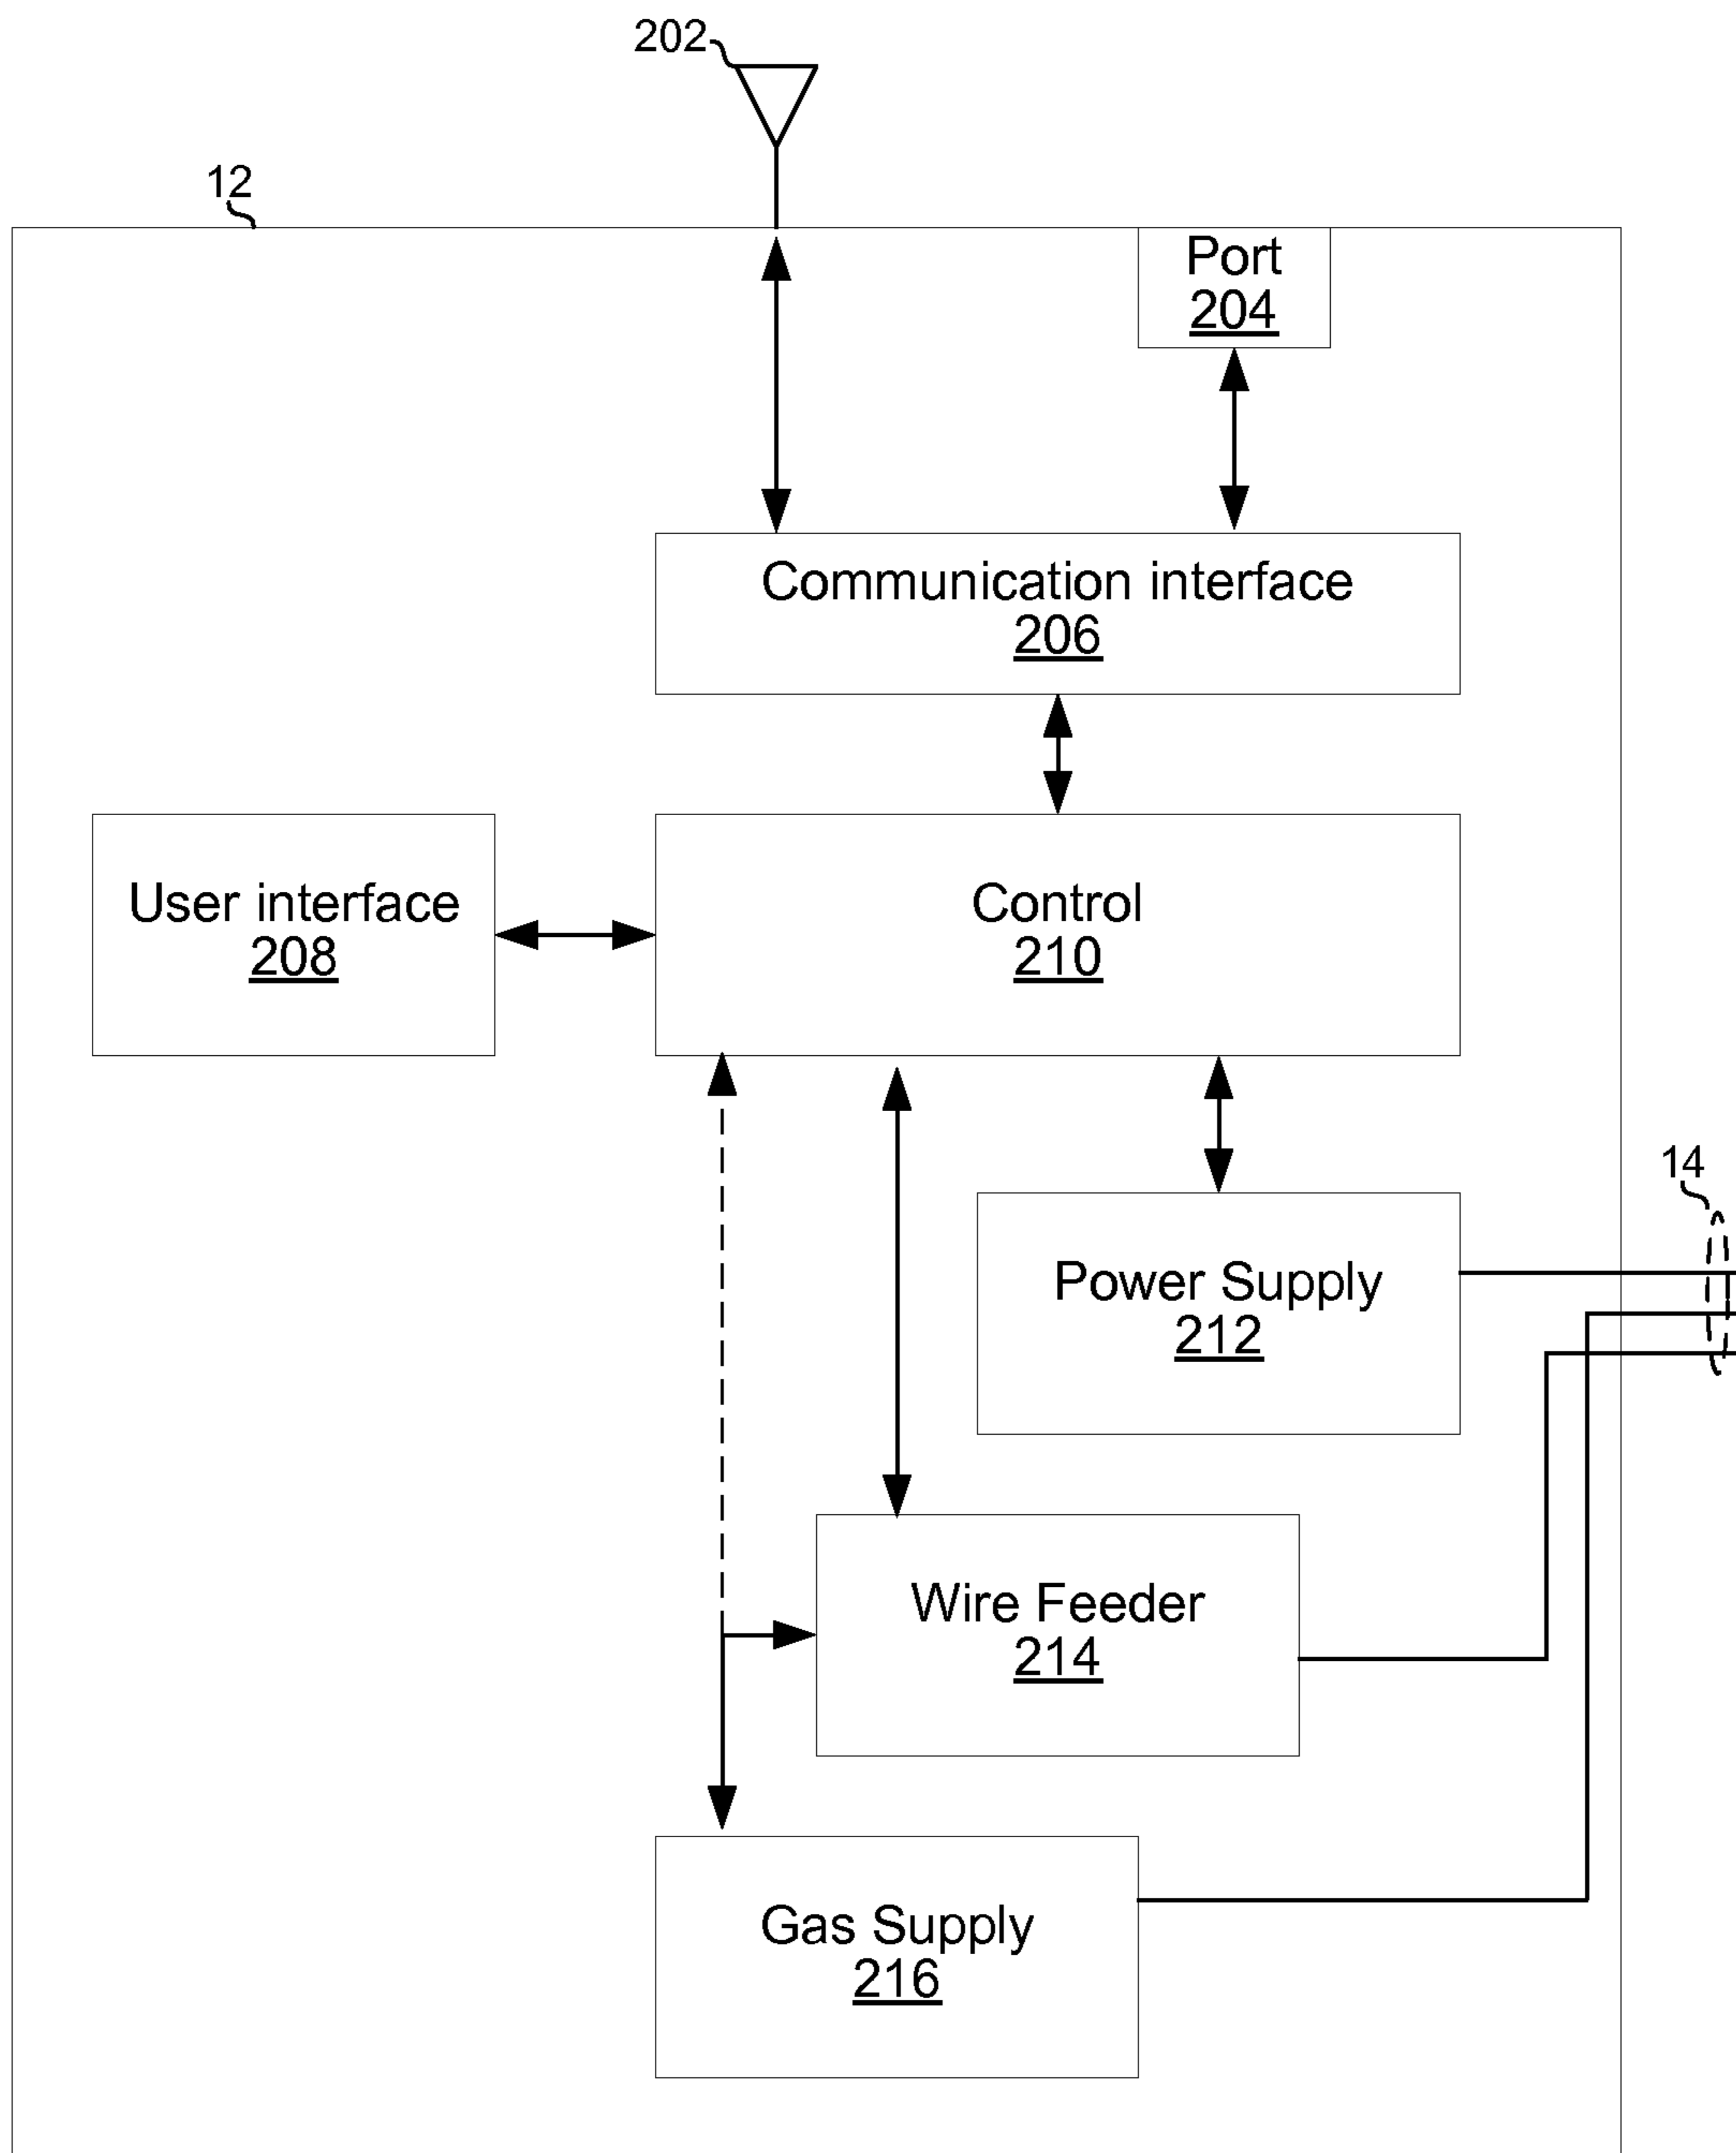 202
12
Port
204
Communication interface
206
User interface
208
Control
210
14
Power Supply
212
Wire Feeder
214
Gas Supply
216